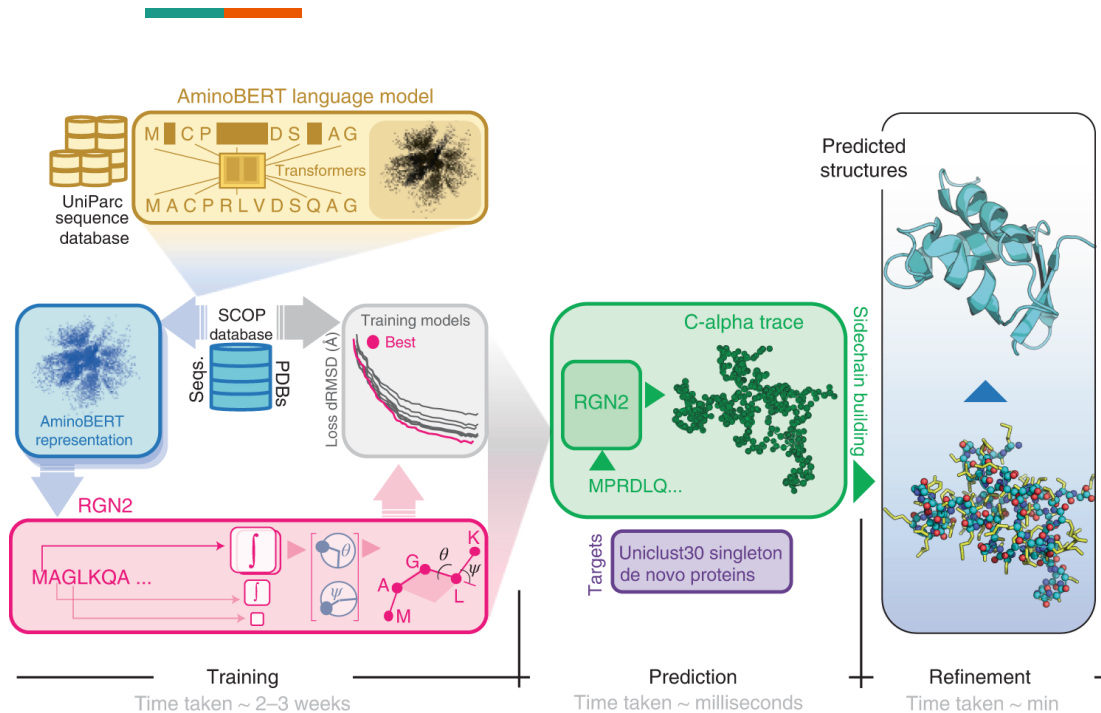 AminoBERT language model
M CP DS AG
Transformers
MACPRLVDSQAG
UniParc
sequence
database
Predicted
structures
SCOP
database
Seqs.
PDBs
AminoBERT
representation
Training models
Best
Loss dRMSD (Å)
C-alpha trace
RGN2
MPRDLQ...
Sidechain building
Targets
Uniclust30 singleton
de novo proteins
RGN2
MAGLKQA ...
∫
∫
θ
ψ
K
G
θ
ψ
A
L
M
Training
Time taken ~ 2–3 weeks
Prediction
Time taken ~ milliseconds
Refinement
Time taken ~ min